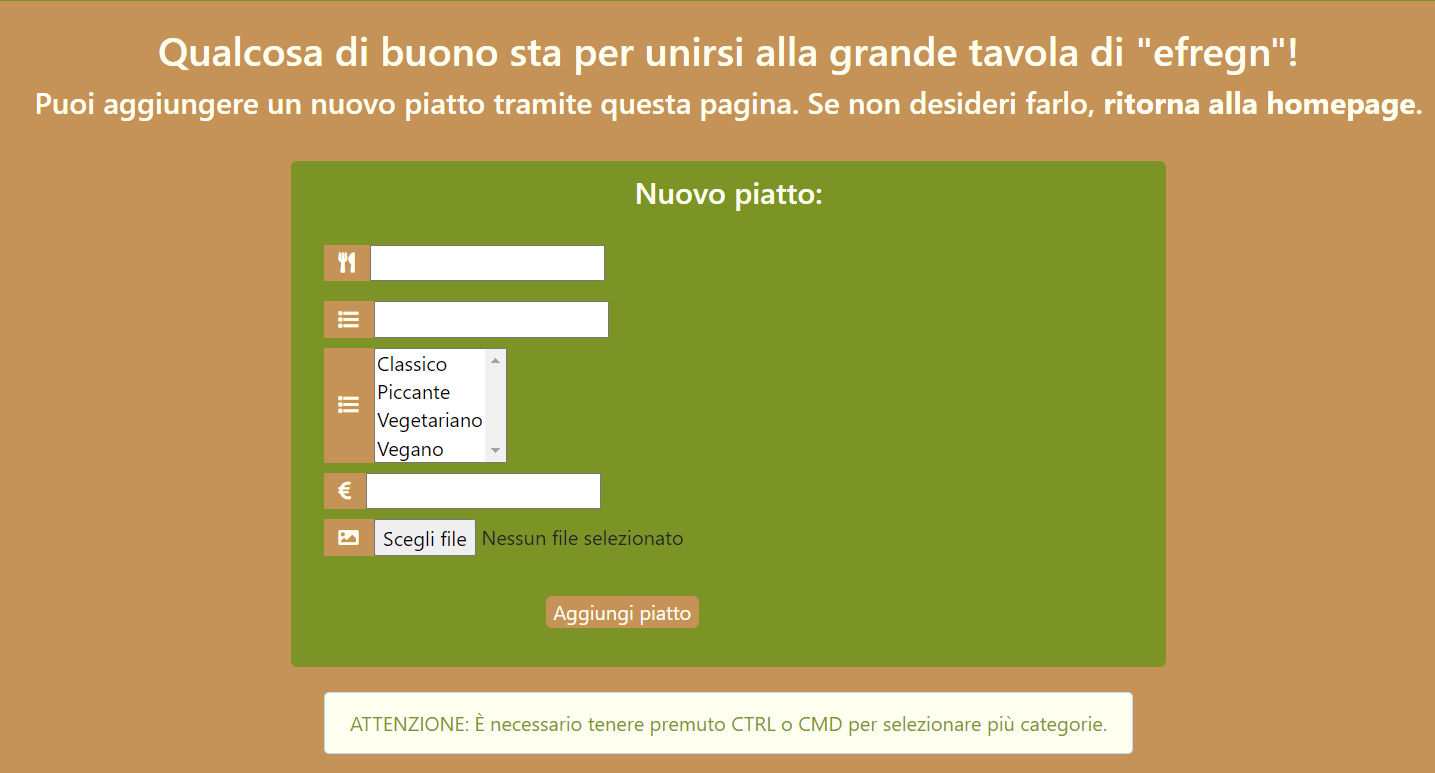 Qualcosa di buono sta per unirsi alla grande tavola di "efregn"!
Puoi aggiungere un nuovo piatto tramite questa pagina. Se non desideri farlo, ritorna alla homepage.
Nuovo piatto:
Classico
Piccante
Vegetariano
Vegano
€
Scegli file Nessun file selezionato
Aggiungi piatto
ATTENZIONE: È necessario tenere premuto CTRL o CMD per selezionare più categorie.